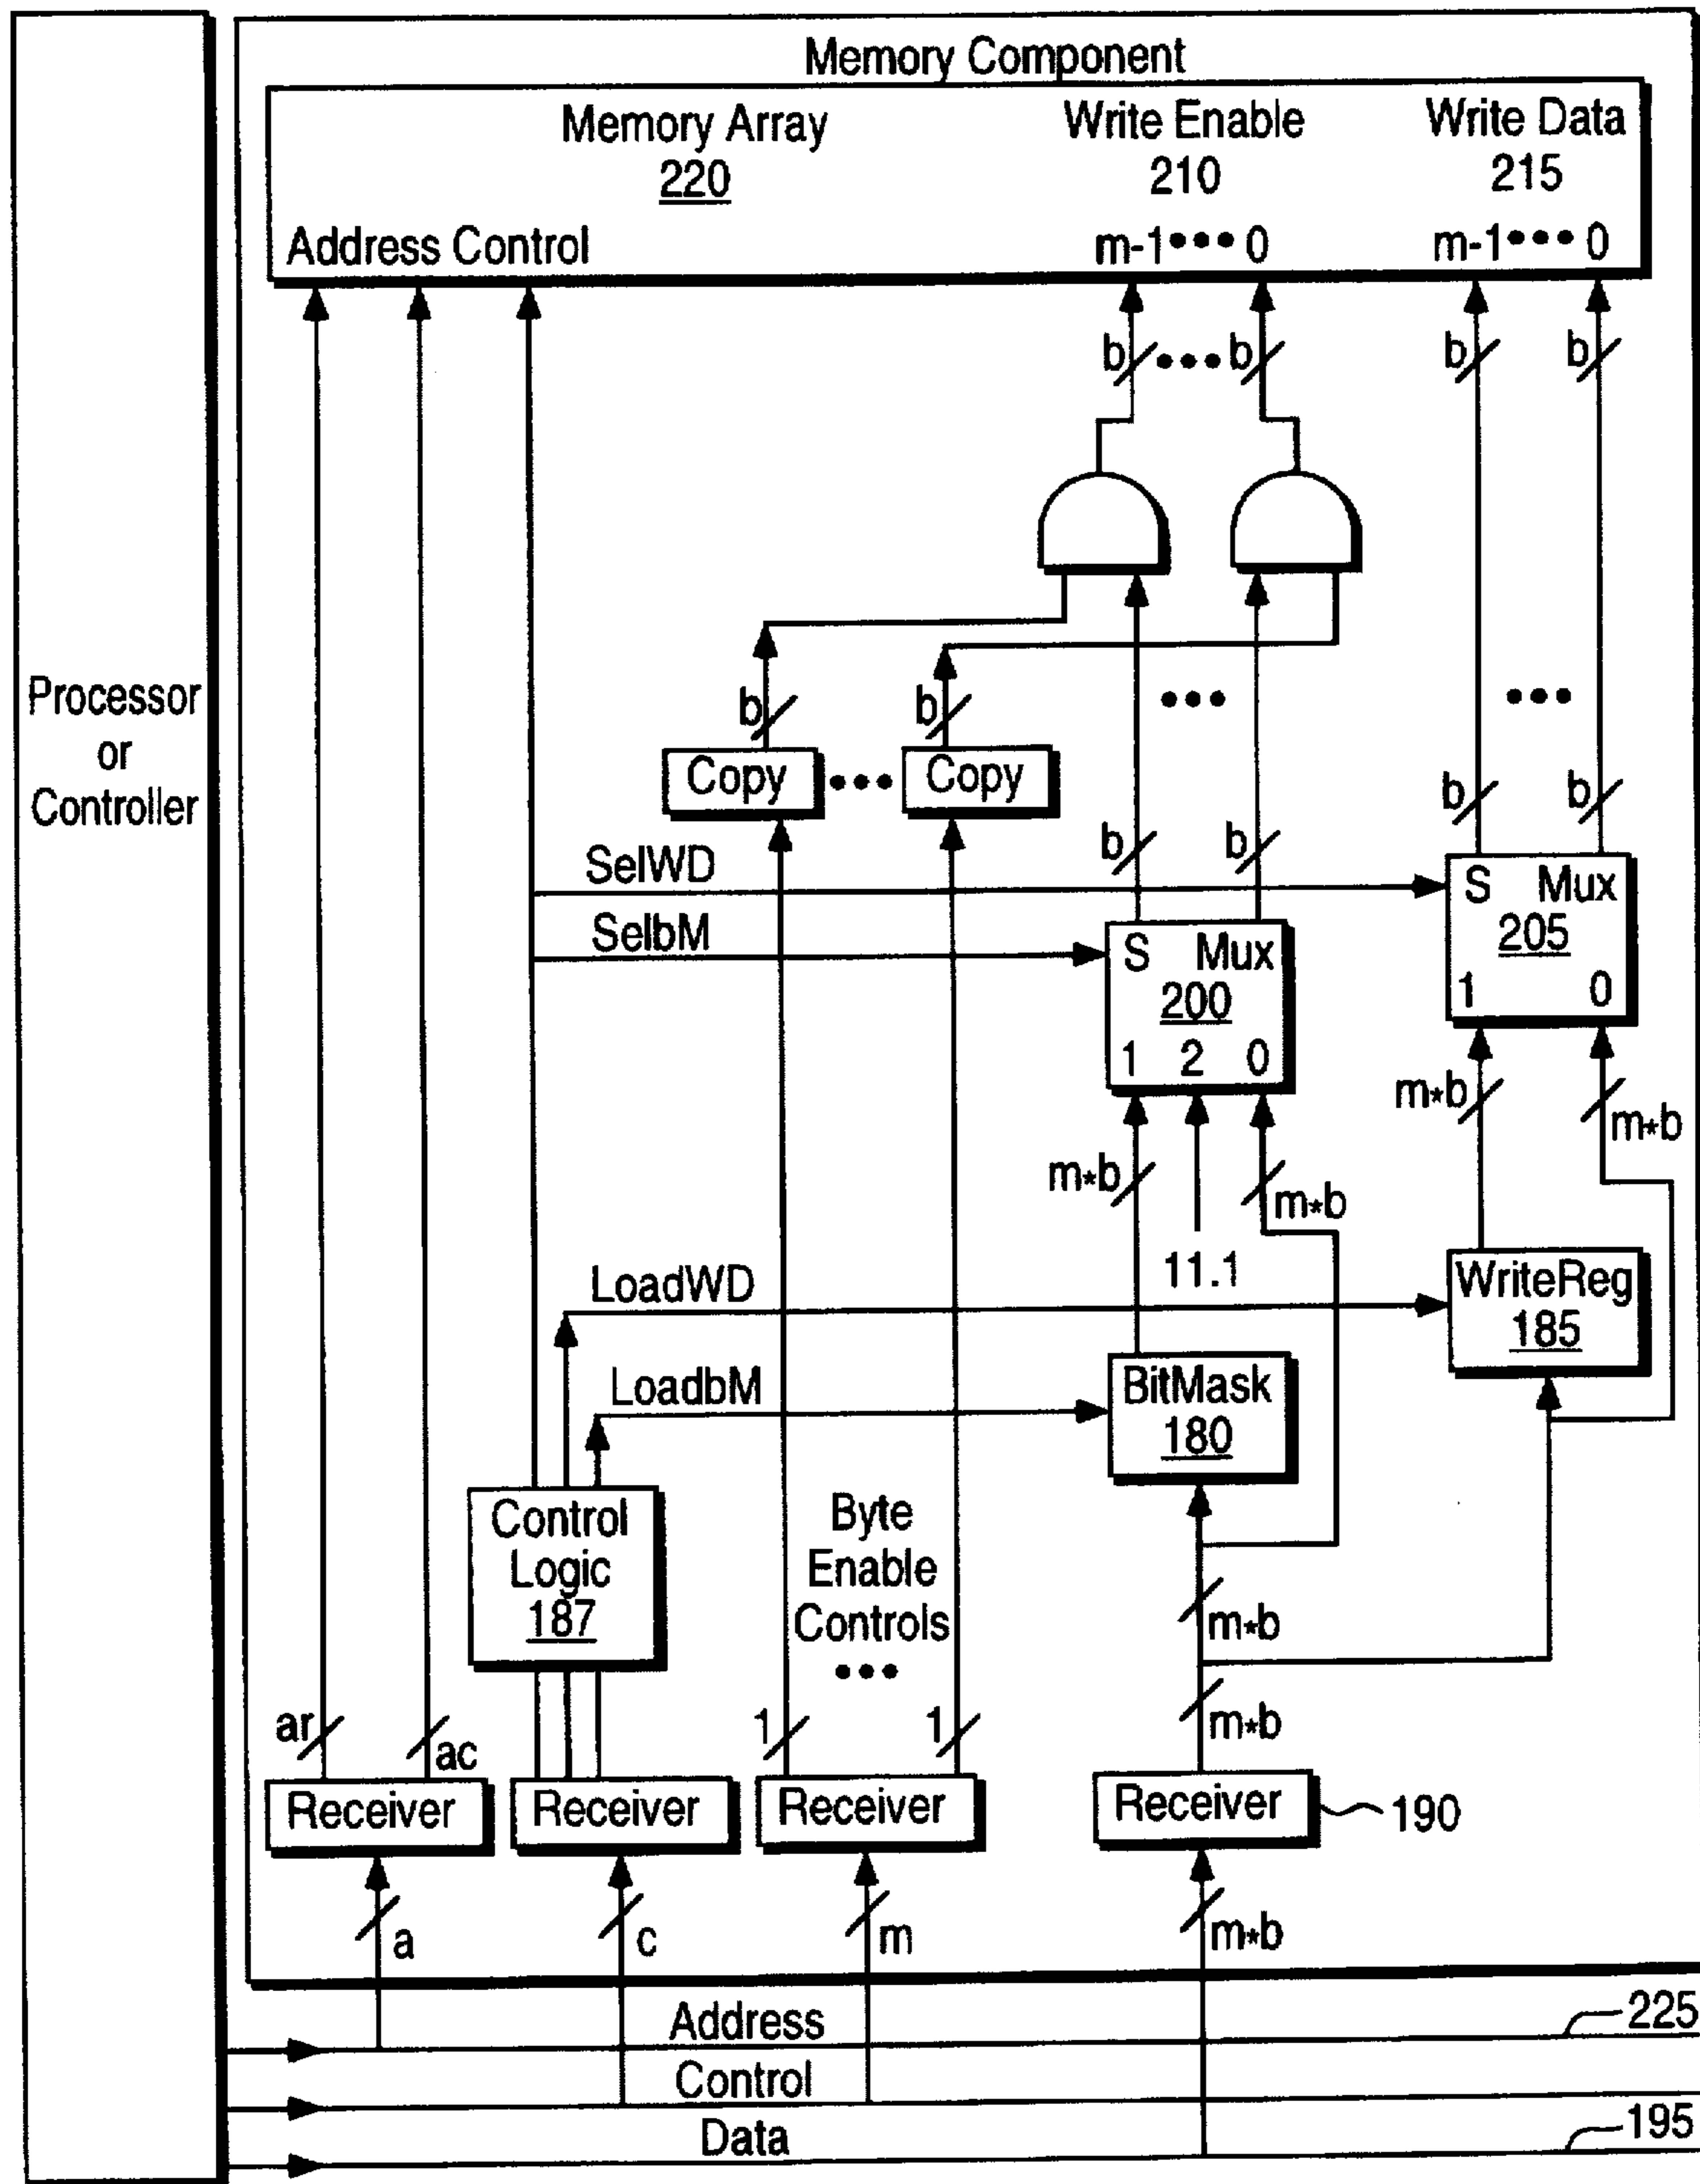 Memory Component
Memory Array
220
Write Enable
210
Write Data
215
Address Control
m-1••• 0
m-1••• 0
b
•••
b
b
b
Processor
or
Controller
b
b
•••
•••
Copy
•••
Copy
b
b
b
b
SelWD
SelbM
S Mux
205
1 0
S Mux
200
1 2 0
m*b
m*b
m*b
m*b
11.1
LoadWD
WriteReg
185
LoadbM
BitMask
180
Control
Logic
187
Byte
Enable
Controls
•••
m*b
ar
ac
1
1
m*b
Receiver
Receiver
Receiver
Receiver
190
a
c
m
m*b
Address
225
Control
Data
195